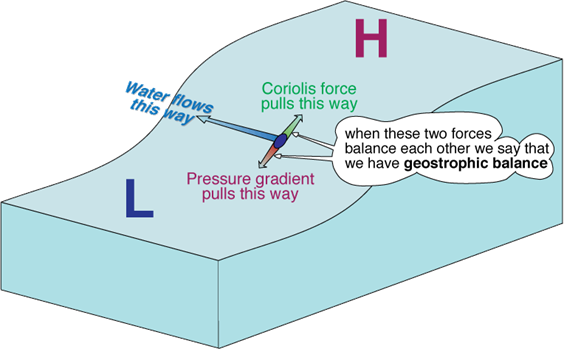 H
Water flows
this way
Coriolis force
pulls this way
when these two forces
balance each other we say that
we have geostrophic balance
Pressure gradient
pulls this way
L